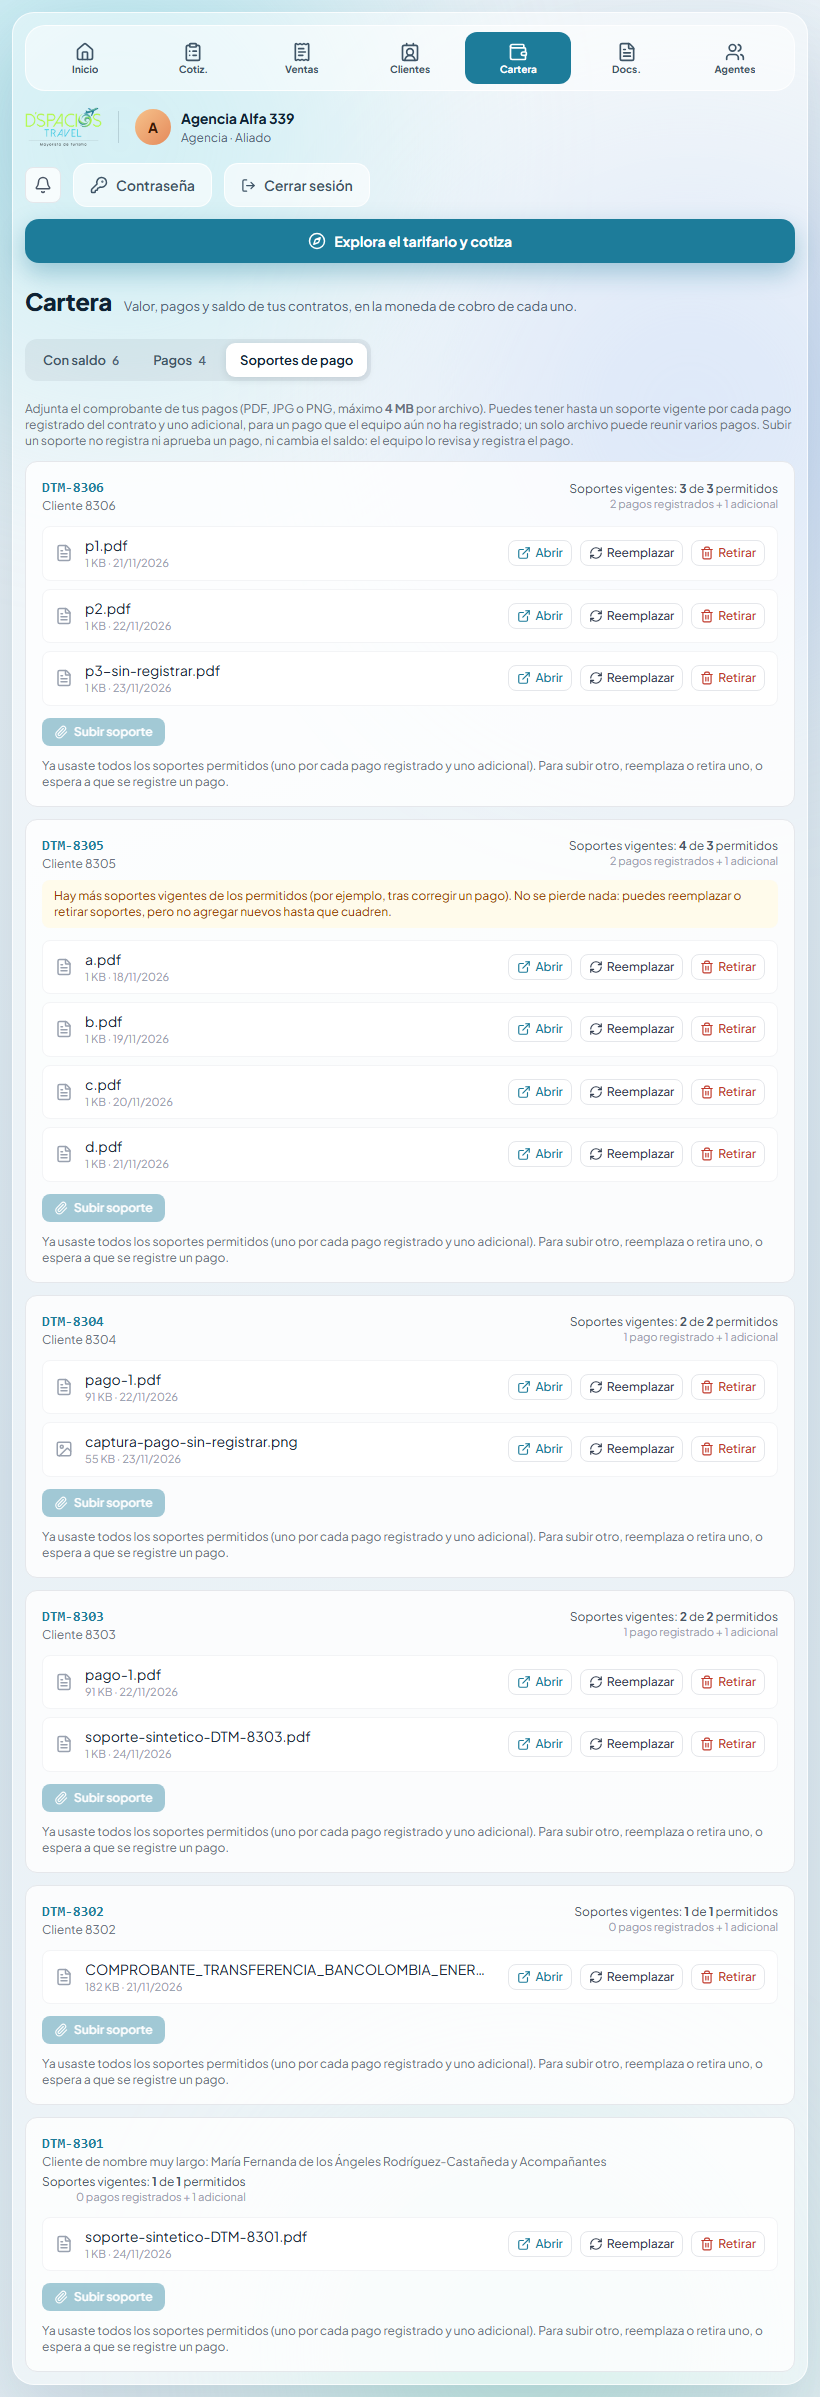 Inicio
Cotiz.
Ventas
Clientes
Cartera
Docs.
Agentes
D'SPACIOS
TRAVEL
Mayorista de turismo
A
Agencia Alfa 339
Agencia · Aliado
Contraseña
Cerrar sesión
Explora el tarifario y cotiza
Cartera
Valor, pagos y saldo de tus contratos, en la moneda de cobro de cada uno.
Con saldo 6
Pagos 4
Soportes de pago
Adjunta el comprobante de tus pagos (PDF, JPG o PNG, máximo 4 MB por archivo). Puedes tener hasta un soporte vigente por cada pago
registrado del contrato y uno adicional, para un pago que el equipo aún no ha registrado; un solo archivo puede reunir varios pagos. Subir
un soporte no registra ni aprueba un pago, ni cambia el saldo: el equipo lo revisa y registra el pago.
DTM-8306
Cliente 8306
Soportes vigentes: 3 de 3 permitidos
2 pagos registrados + 1 adicional
p1.pdf
1 KB · 21/11/2026
Abrir
Reemplazar
Retirar
p2.pdf
1 KB · 22/11/2026
Abrir
Reemplazar
Retirar
p3-sin-registrar.pdf
1 KB · 23/11/2026
Abrir
Reemplazar
Retirar
Subir soporte
Ya usaste todos los soportes permitidos (uno por cada pago registrado y uno adicional). Para subir otro, reemplaza o retira uno, o
espera a que se registre un pago.
DTM-8305
Cliente 8305
Soportes vigentes: 4 de 3 permitidos
2 pagos registrados + 1 adicional
Hay más soportes vigentes de los permitidos (por ejemplo, tras corregir un pago). No se pierde nada: puedes reemplazar o
retirar soportes, pero no agregar nuevos hasta que cuadren.
a.pdf
1 KB · 18/11/2026
Abrir
Reemplazar
Retirar
b.pdf
1 KB · 19/11/2026
Abrir
Reemplazar
Retirar
c.pdf
1 KB · 20/11/2026
Abrir
Reemplazar
Retirar
d.pdf
1 KB · 21/11/2026
Abrir
Reemplazar
Retirar
Subir soporte
Ya usaste todos los soportes permitidos (uno por cada pago registrado y uno adicional). Para subir otro, reemplaza o retira uno, o
espera a que se registre un pago.
DTM-8304
Cliente 8304
Soportes vigentes: 2 de 2 permitidos
1 pago registrado + 1 adicional
pago-1.pdf
91 KB · 22/11/2026
Abrir
Reemplazar
Retirar
captura-pago-sin-registrar.png
55 KB · 23/11/2026
Abrir
Reemplazar
Retirar
Subir soporte
Ya usaste todos los soportes permitidos (uno por cada pago registrado y uno adicional). Para subir otro, reemplaza o retira uno, o
espera a que se registre un pago.
DTM-8303
Cliente 8303
Soportes vigentes: 2 de 2 permitidos
1 pago registrado + 1 adicional
pago-1.pdf
91 KB · 22/11/2026
Abrir
Reemplazar
Retirar
soporte-sintetico-DTM-8303.pdf
1 KB · 24/11/2026
Abrir
Reemplazar
Retirar
Subir soporte
Ya usaste todos los soportes permitidos (uno por cada pago registrado y uno adicional). Para subir otro, reemplaza o retira uno, o
espera a que se registre un pago.
DTM-8302
Cliente 8302
Soportes vigentes: 1 de 1 permitidos
0 pagos registrados + 1 adicional
COMPROBANTE_TRANSFERENCIA_BANCOLOMBIA_ENER…
182 KB · 21/11/2026
Abrir
Reemplazar
Retirar
Subir soporte
Ya usaste todos los soportes permitidos (uno por cada pago registrado y uno adicional). Para subir otro, reemplaza o retira uno, o
espera a que se registre un pago.
DTM-8301
Cliente de nombre muy largo: María Fernanda de los Ángeles Rodríguez-Castañeda y Acompañantes
Soportes vigentes: 1 de 1 permitidos
0 pagos registrados + 1 adicional
soporte-sintetico-DTM-8301.pdf
1 KB · 24/11/2026
Abrir
Reemplazar
Retirar
Subir soporte
Ya usaste todos los soportes permitidos (uno por cada pago registrado y uno adicional). Para subir otro, reemplaza o retira uno, o
espera a que se registre un pago.